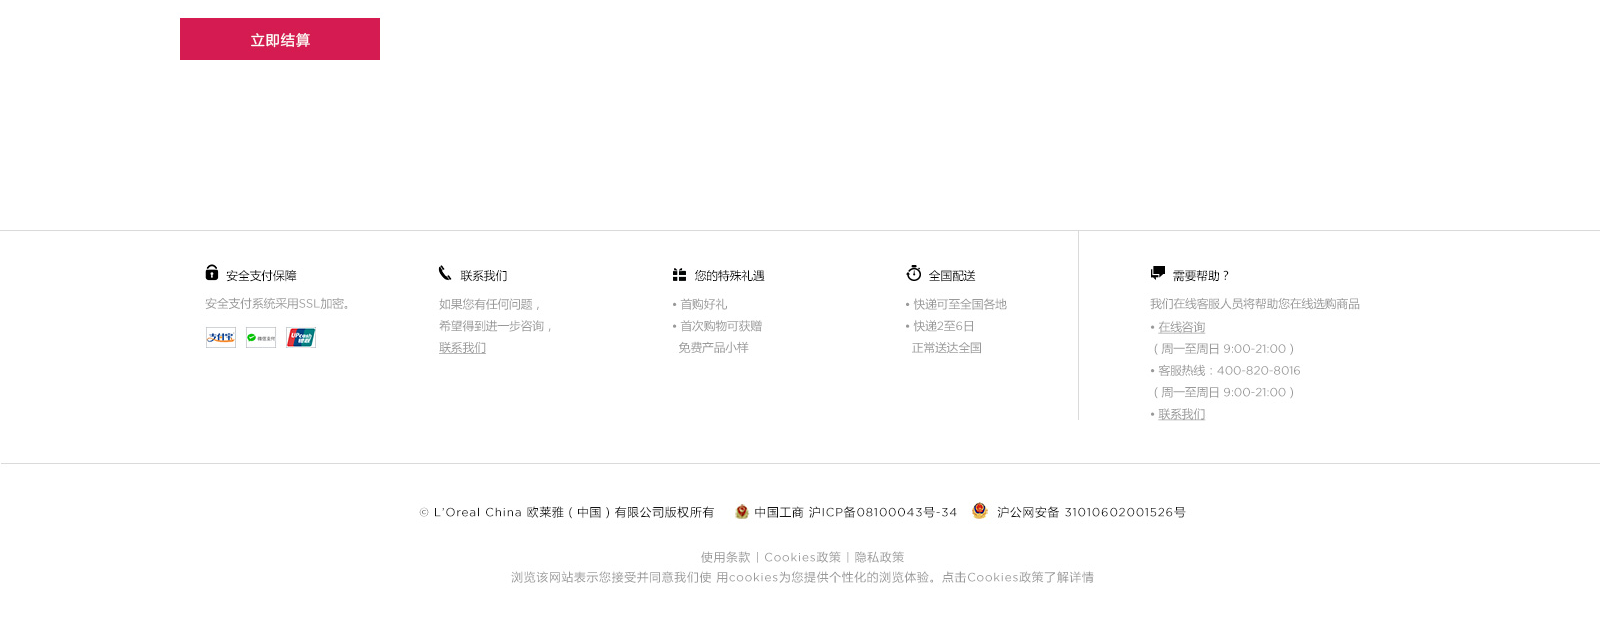 立即结算
安全支付保障
安全支付系统采用SSL加密。
支付宝
微信支付
UPcash
联系我们
如果您有任何问题，
希望得到进一步咨询，
联系我们
您的特殊礼遇
• 首购好礼
• 首次购物可获赠
免费产品小样
全国配送
• 快递可至全国各地
• 快递2至6日
正常送达全国
需要帮助？
我们在线客服人员将帮助您在线选购商品
• 在线咨询
（周一至周日 9:00-21:00）
• 客服热线：400-820-8016
（周一至周日 9:00-21:00）
• 联系我们
© L'Oreal China 欧莱雅（中国）有限公司版权所有 中国工商 沪ICP备08100043号-34 沪公网安备 31010602001526号
使用条款 | Cookies政策 | 隐私政策
浏览该网站表示您接受并同意我们使 用cookies为您提供个性化的浏览体验。点击Cookies政策了解详情